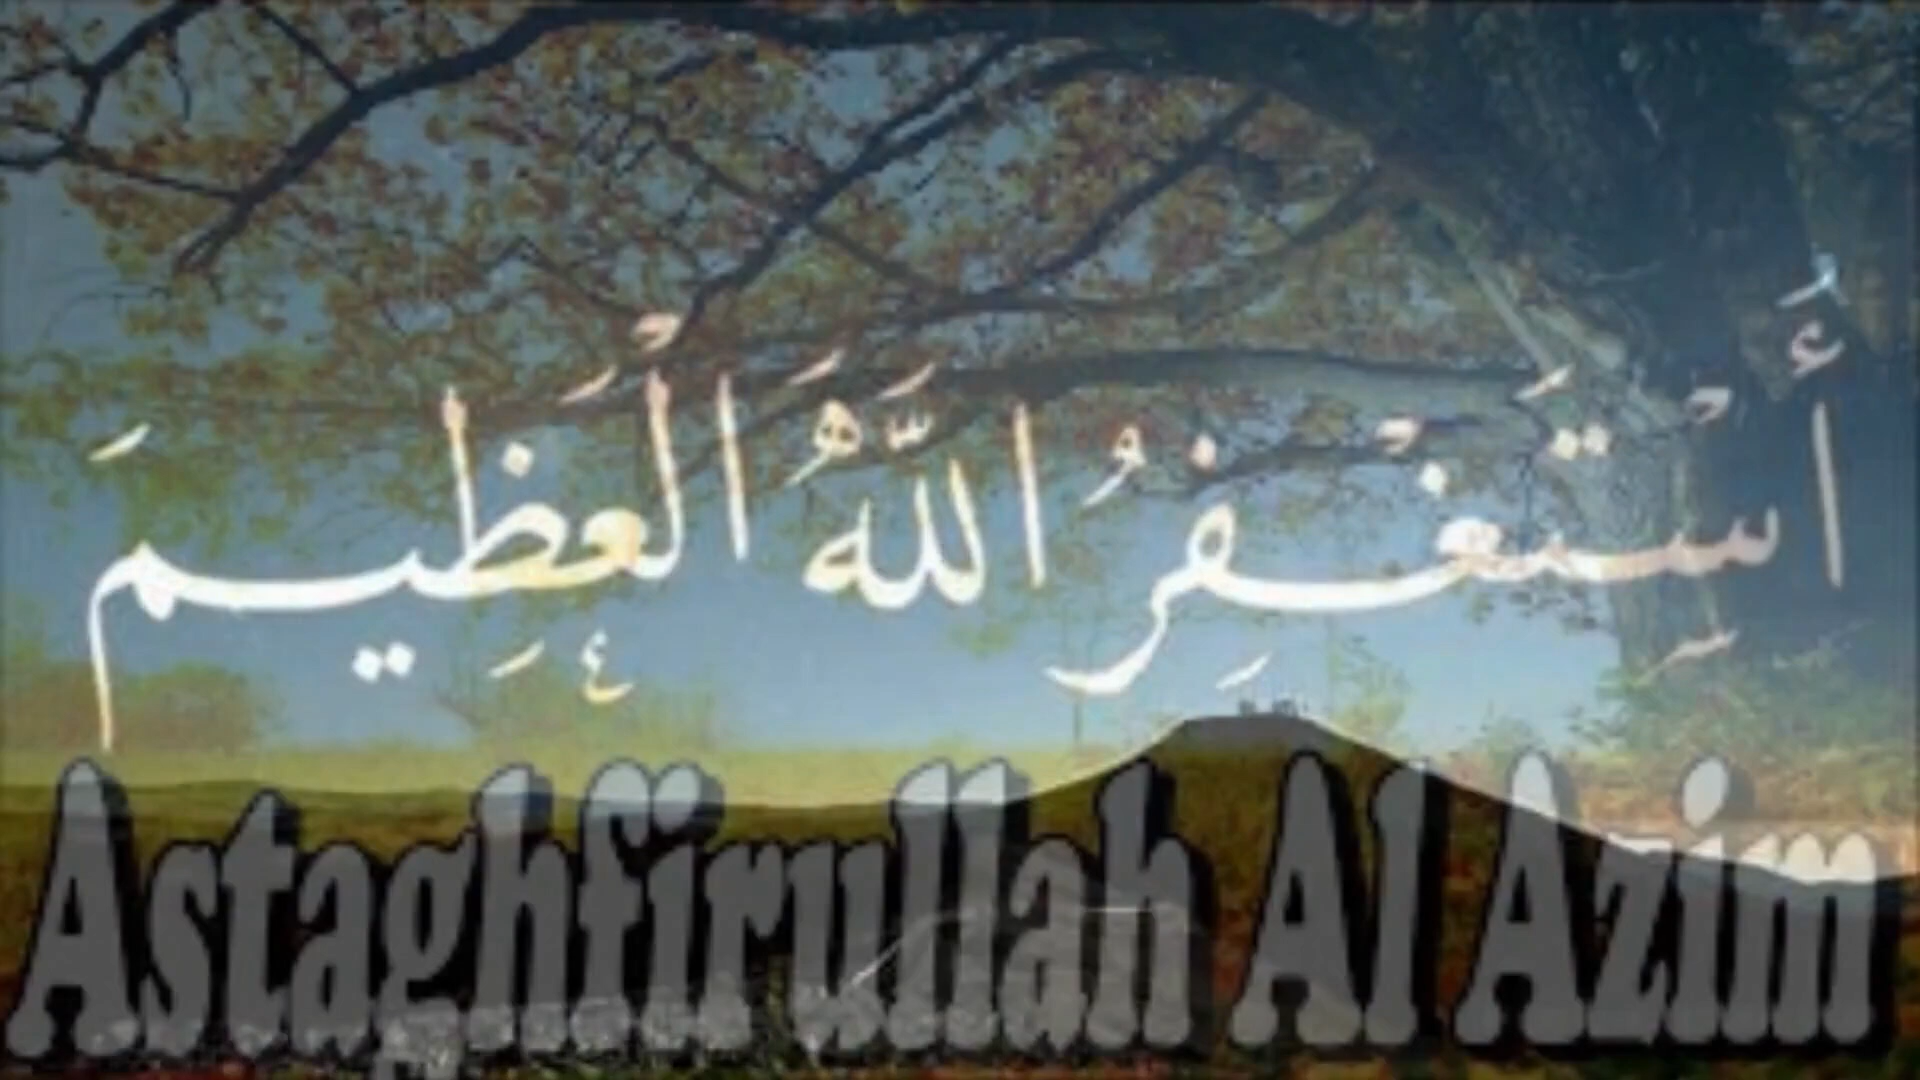 أَسْتَغْفِرُ اللَّهَ الْعَظِيمَ
Astaghfirullah Al Azim